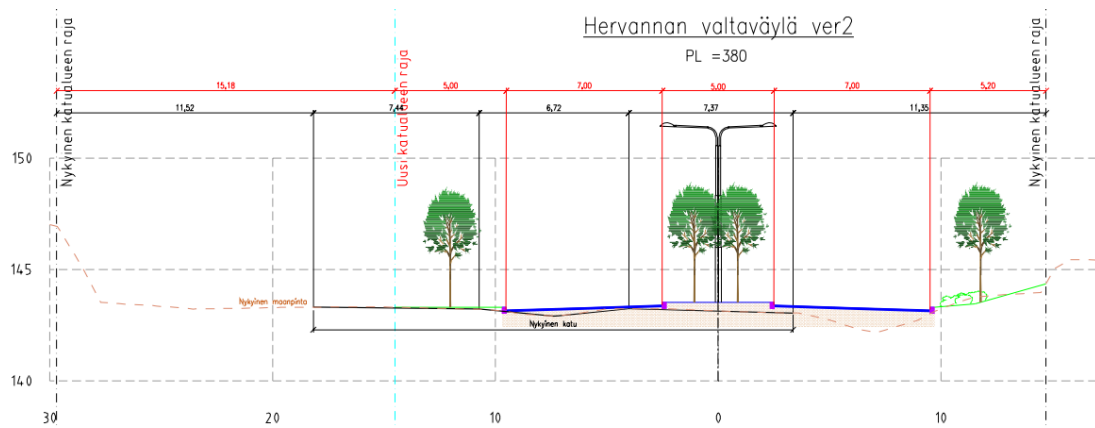 Hervannan valtaväylä ver2
PL =380
Nykyinen katualueen raja
Uusi katualueen raja
Nykyinen katualueen raja
15,18
5,00
7,00
5,00
7,00
5,20
11,52
7,44
6,72
7,37
11,35
150
145
140
Nykyinen maanpinta
Nykyinen katu
30
20
10
0
10